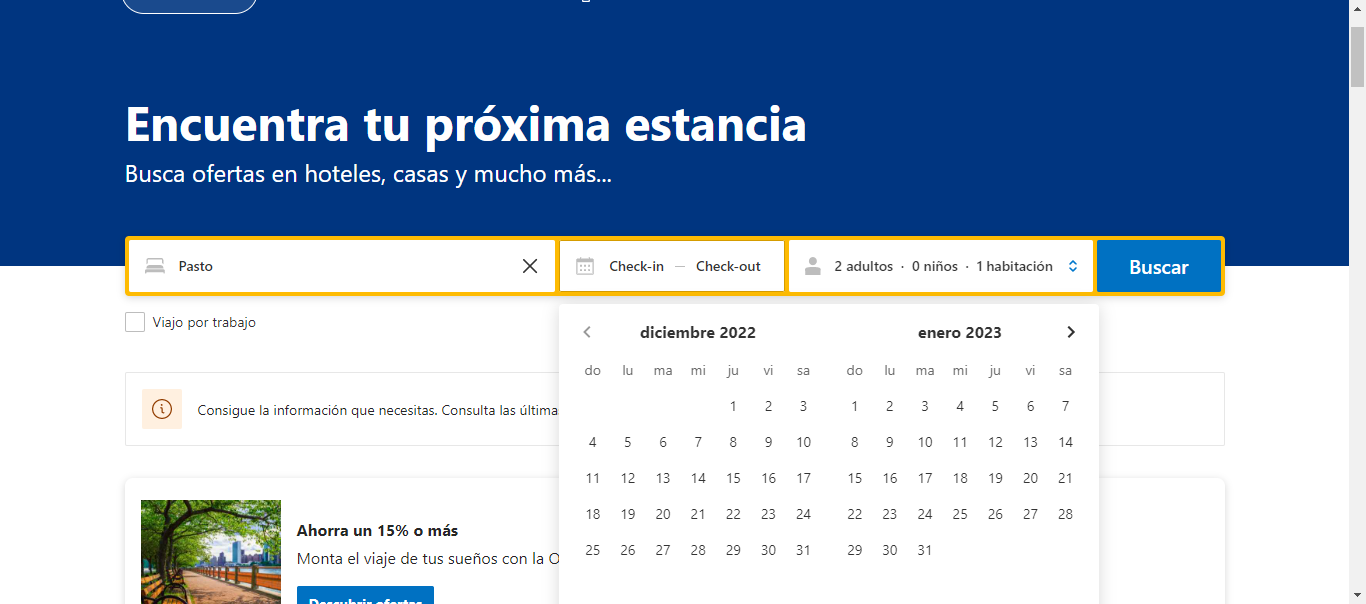 Encuentra tu próxima estancia
Busca ofertas en hoteles, casas y mucho más...
Pasto
Check-in — Check-out
2 adultos · 0 niños · 1 habitación
Buscar
Viajo por trabajo
diciembre 2022
do lu ma mi ju vi sa
1 2 3
4 5 6 7 8 9 10
11 12 13 14 15 16 17
18 19 20 21 22 23 24
25 26 27 28 29 30 31
enero 2023
do lu ma mi ju vi sa
1 2 3 4 5 6 7
8 9 10 11 12 13 14
15 16 17 18 19 20 21
22 23 24 25 26 27 28
29 30 31
Consigue la información que necesitas. Consulta las última
Ahorra un 15% o más
Monta el viaje de tus sueños con la O
Descubrir ofertas